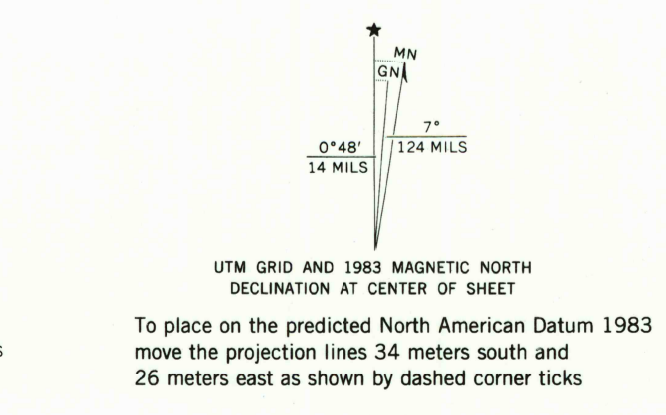 ★
MN
GN
7°
124 MILS
0°48'
14 MILS
UTM GRID AND 1983 MAGNETIC NORTH
DECLINATION AT CENTER OF SHEET
To place on the predicted North American Datum 1983
move the projection lines 34 meters south and
26 meters east as shown by dashed corner ticks
S